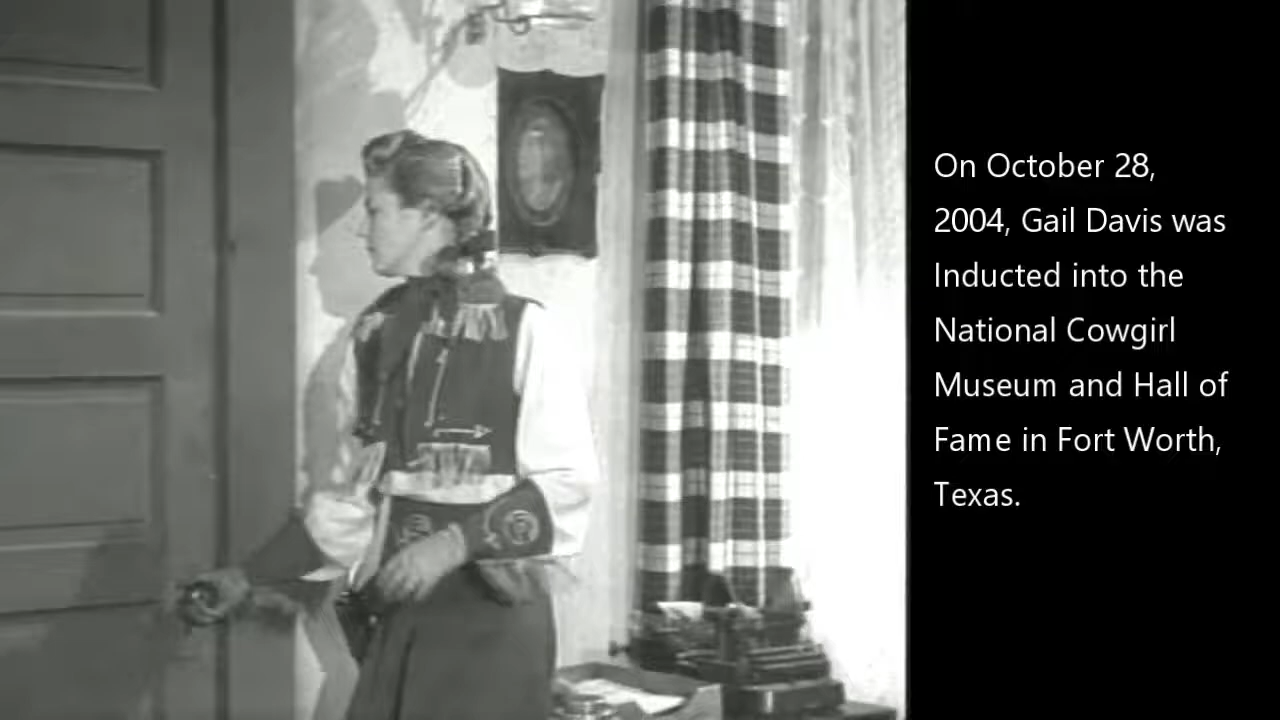 On October 28,
2004, Gail Davis was
Inducted into the
National Cowgirl
Museum and Hall of
Fame in Fort Worth,
Texas.